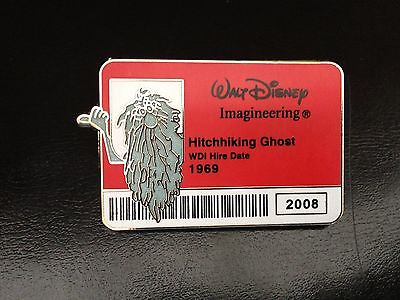 Walt Disney
Imagineering®
Hitchhiking Ghost
WDI Hire Date
1969
2008